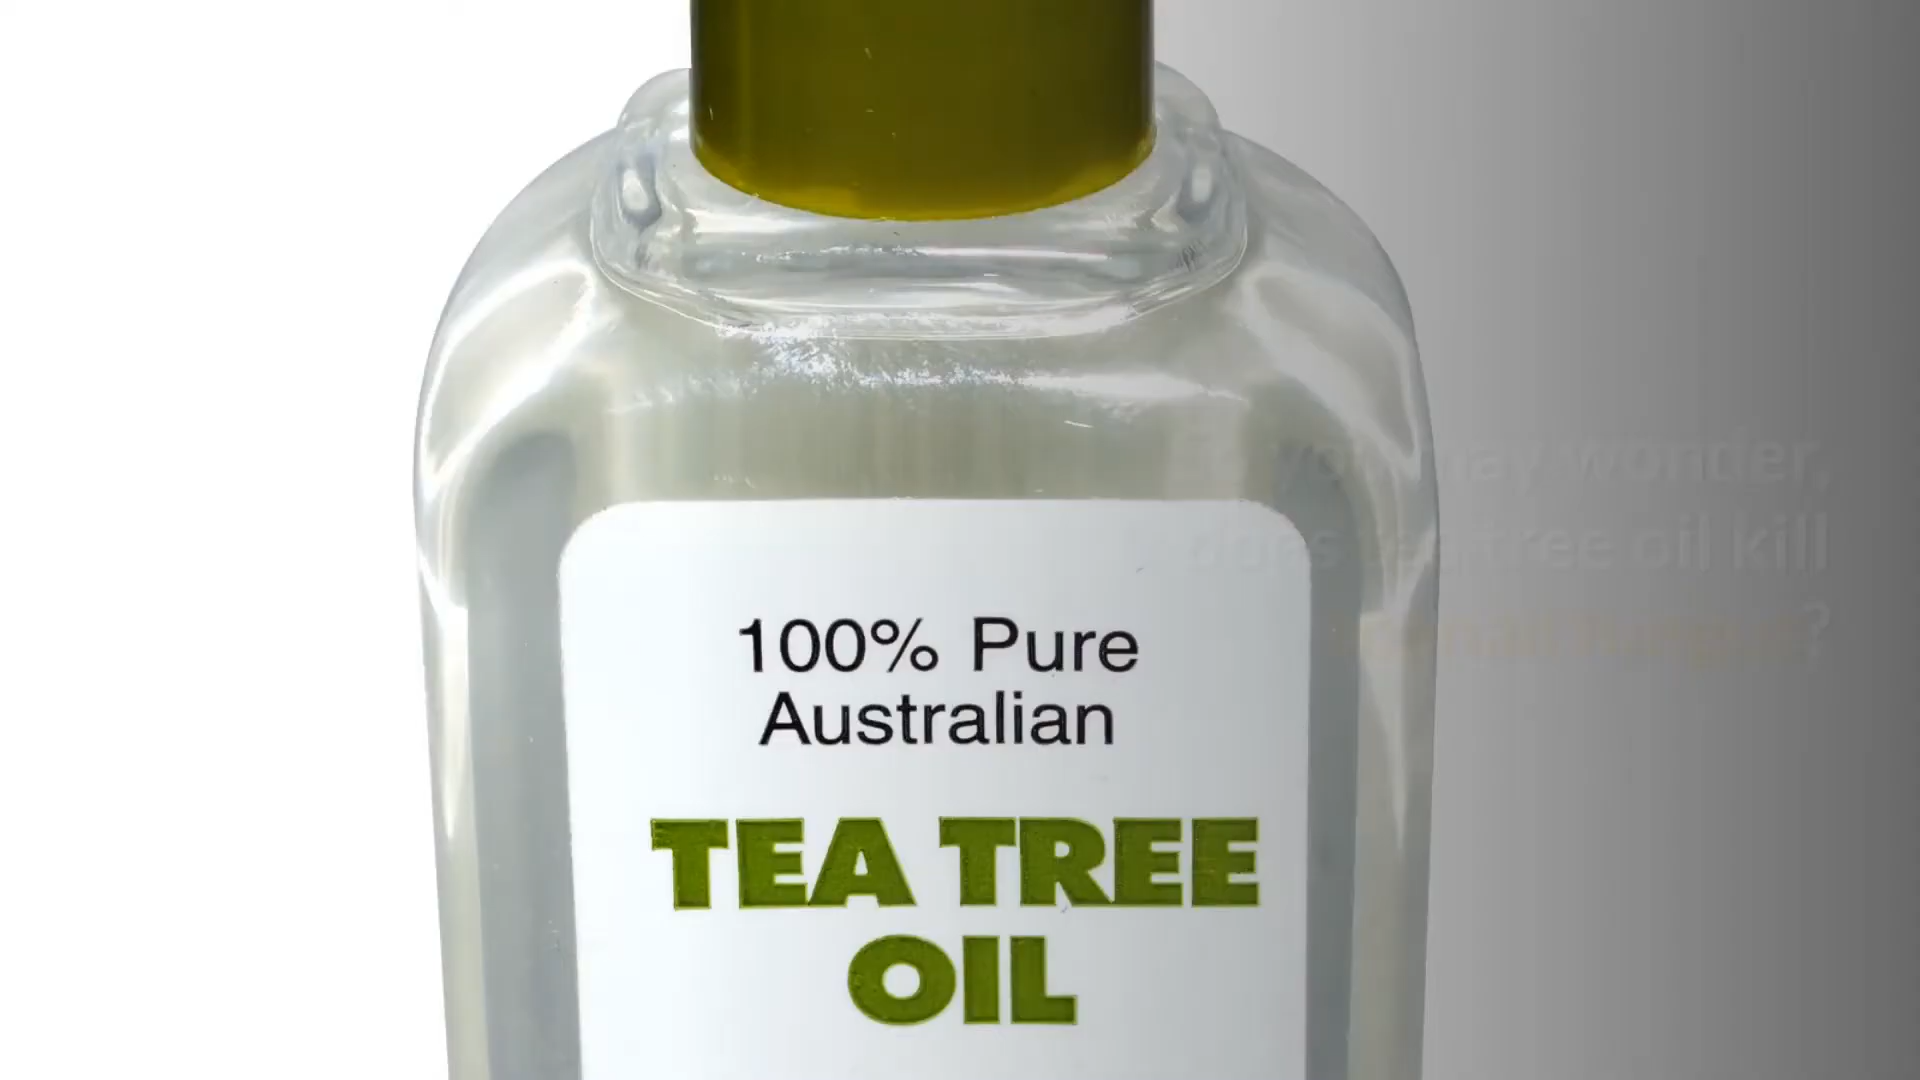 100% Pure
Australian
TEA TREE
OIL
may wonder,
tree oil kill